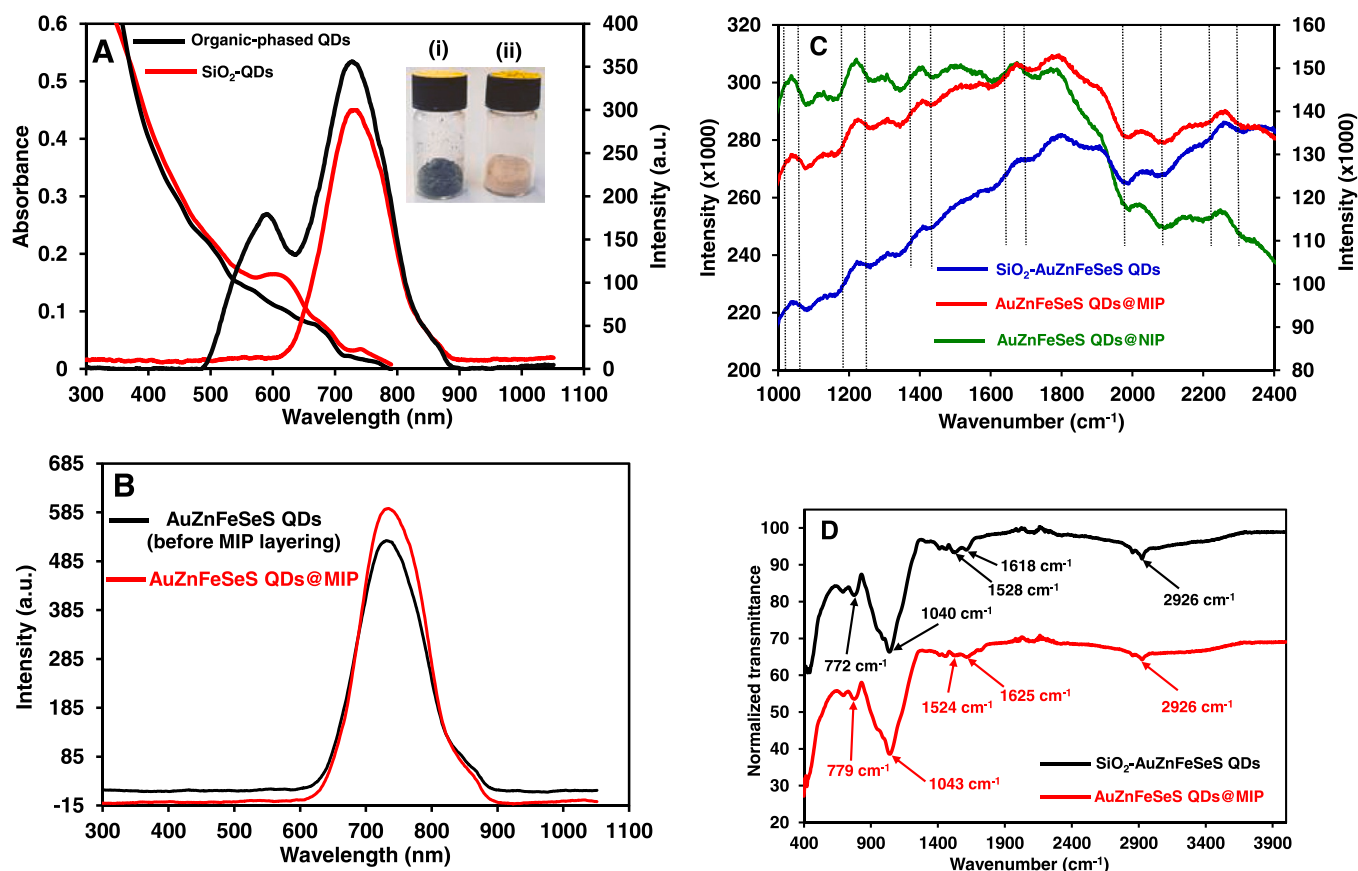 A
Organic-phased QDs
SiO₂-QDs
(i) (ii)
0.6
0.5
0.4
0.3
0.2
0.1
0
Absorbance
400
350
300
250
200
150
100
50
0
Intensity (a.u.)
300 400 500 600 700 800 900 1000 1100
Wavelength (nm)
C
320
300
280
260
240
220
200
Intensity (x1000)
160
150
140
130
120
110
100
90
80
Intensity (x1000)
SiO₂-AuZnFeSeS QDs
AuZnFeSeS QDs@MIP
AuZnFeSeS QDs@NIP
1000 1200 1400 1600 1800 2000 2200 2400
Wavenumber (cm⁻¹)
B
685
585
485
385
285
185
85
-15
Intensity (a.u.)
AuZnFeSeS QDs
(before MIP layering)
AuZnFeSeS QDs@MIP
300 400 500 600 700 800 900 1000 1100
Wavelength (nm)
D
100
90
80
70
60
50
40
30
20
Normalized transmittance
1618 cm⁻¹
1528 cm⁻¹
2926 cm⁻¹
1040 cm⁻¹
772 cm⁻¹
1524 cm⁻¹
1625 cm⁻¹
2926 cm⁻¹
779 cm⁻¹
1043 cm⁻¹
SiO₂-AuZnFeSeS QDs
AuZnFeSeS QDs@MIP
400 900 1400 1900 2400 2900 3400 3900
Wavenumber (cm⁻¹)